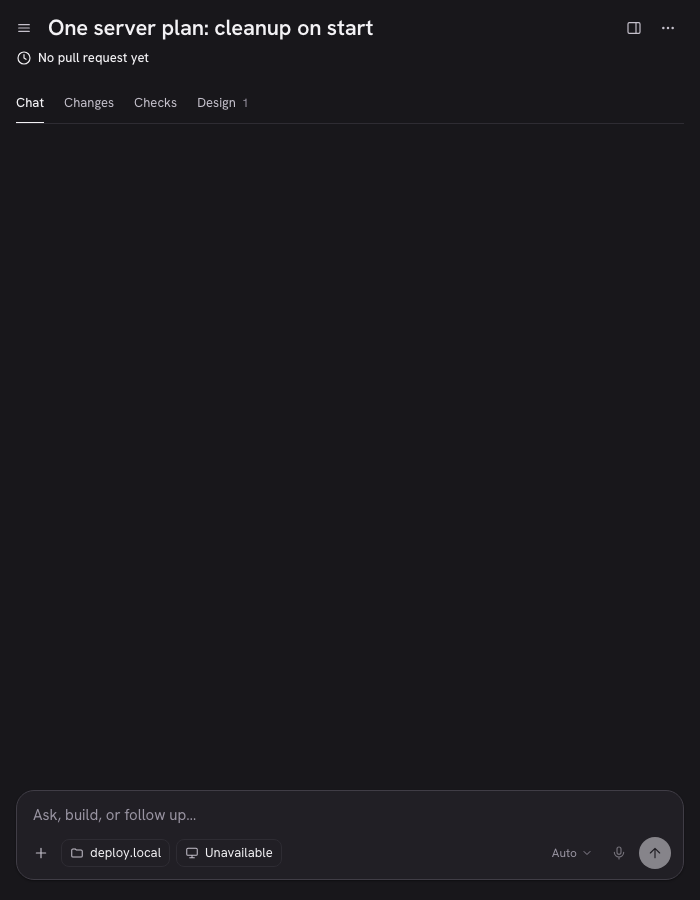 One server plan: cleanup on start
No pull request yet
Chat Changes Checks Design 1
Ask, build, or follow up...
deploy.local Unavailable Auto